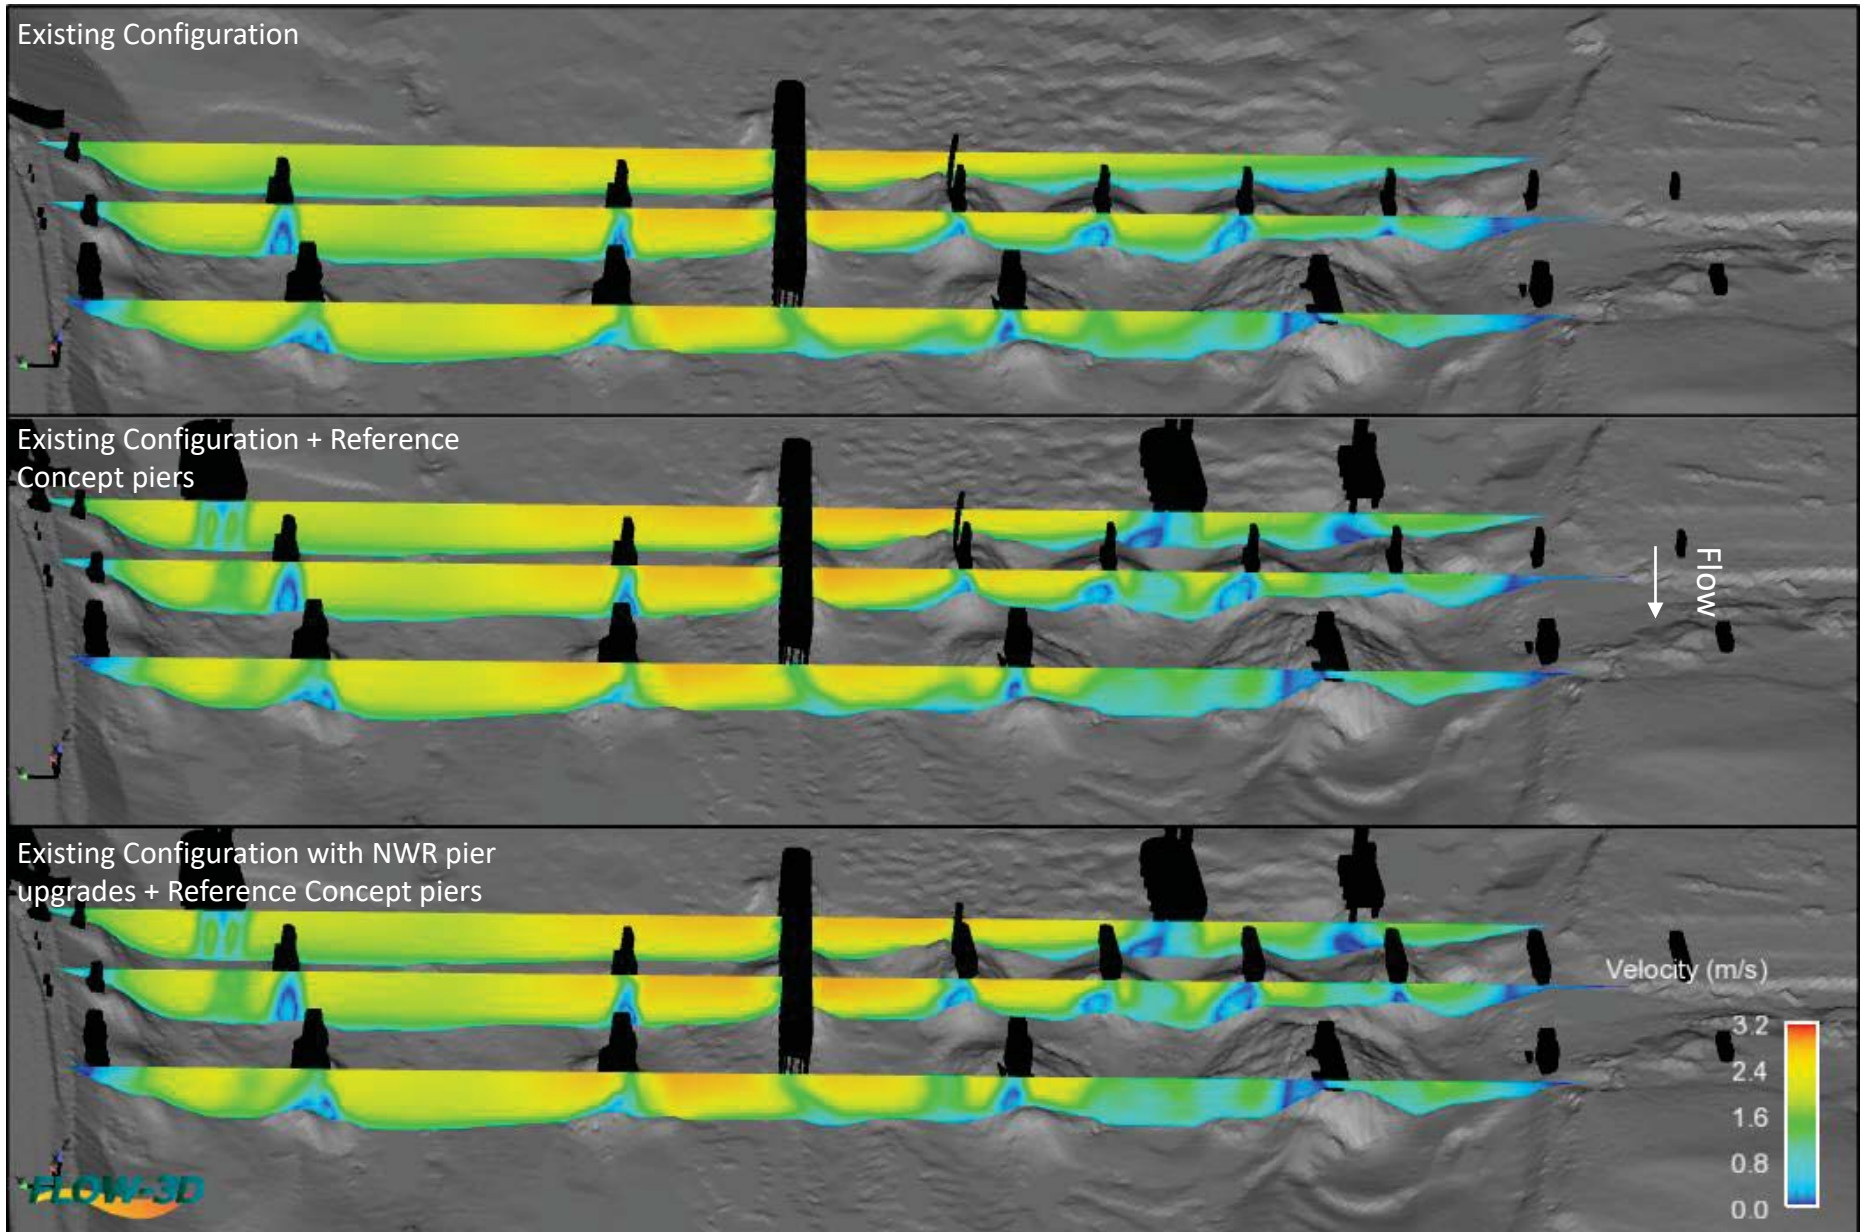 Existing Configuration
Existing Configuration + Reference
Concept piers
Flow
Existing Configuration with NWR pier
upgrades + Reference Concept piers
Velocity (m/s)
3.2
2.4
1.6
0.8
0.0
FLOW-3D